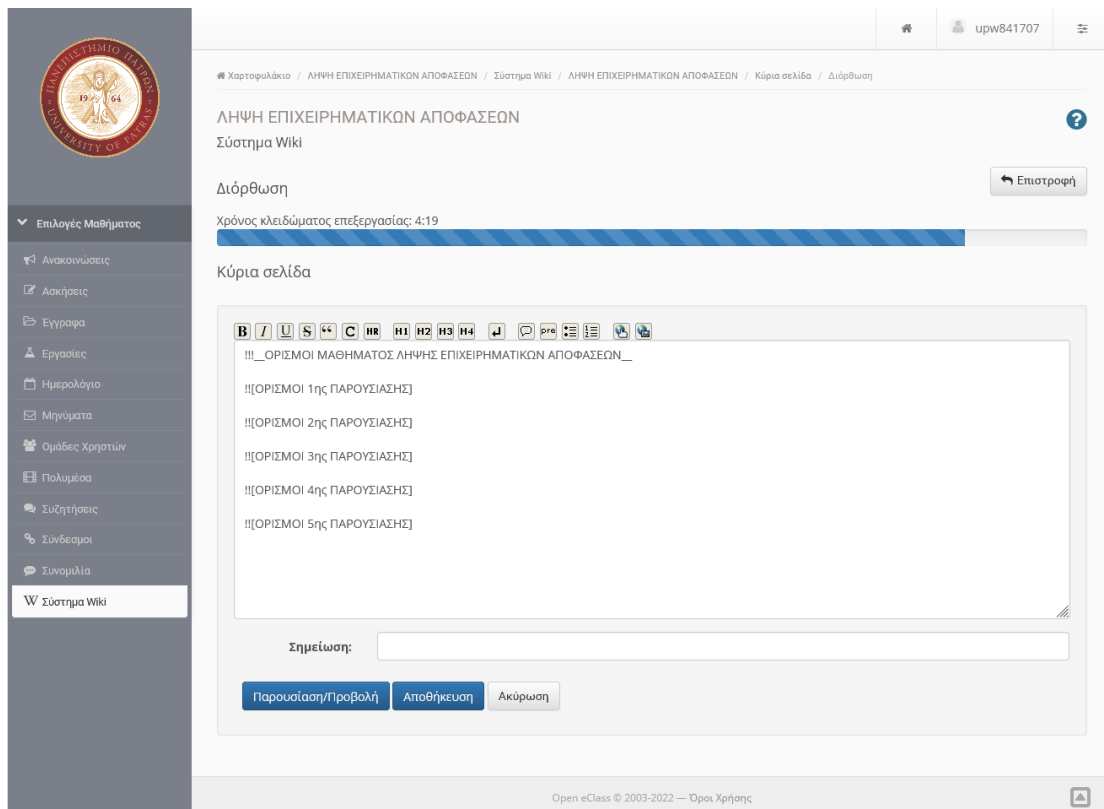 ΠΑΝΕΠΙΣΤΗΜΙΟ ΠΑΤΡΩΝ
19 64
UNIVERSITY OF PATRAS
upw841707
Χαρτοφυλάκιο / ΛΗΨΗ ΕΠΙΧΕΙΡΗΜΑΤΙΚΩΝ ΑΠΟΦΑΣΕΩΝ / Σύστημα Wiki / ΛΗΨΗ ΕΠΙΧΕΙΡΗΜΑΤΙΚΩΝ ΑΠΟΦΑΣΕΩΝ / Κύρια σελίδα / Διόρθωση
ΛΗΨΗ ΕΠΙΧΕΙΡΗΜΑΤΙΚΩΝ ΑΠΟΦΑΣΕΩΝ
Σύστημα Wiki
Διόρθωση
Επιστροφή
Επιλογές Μαθήματος
Ανακοινώσεις
Ασκήσεις
Έγγραφα
Εργασίες
Ημερολόγιο
Μηνύματα
Ομάδες Χρηστών
Πολυμέσα
Συζητήσεις
Σύνδεσμοι
Συνομιλία
W Σύστημα Wiki
Χρόνος κλειδώματος επεξεργασίας: 4:19
Κύρια σελίδα
B I U S “ C HR H1 H2 H3 H4 pre
!!!__ΟΡΙΣΜΟΙ ΜΑΘΗΜΑΤΟΣ ΛΗΨΗΣ ΕΠΙΧΕΙΡΗΜΑΤΙΚΩΝ ΑΠΟΦΑΣΕΩΝ__
!![ΟΡΙΣΜΟΙ 1ης ΠΑΡΟΥΣΙΑΣΗΣ]
!![ΟΡΙΣΜΟΙ 2ης ΠΑΡΟΥΣΙΑΣΗΣ]
!![ΟΡΙΣΜΟΙ 3ης ΠΑΡΟΥΣΙΑΣΗΣ]
!![ΟΡΙΣΜΟΙ 4ης ΠΑΡΟΥΣΙΑΣΗΣ]
!![ΟΡΙΣΜΟΙ 5ης ΠΑΡΟΥΣΙΑΣΗΣ]
Σημείωση:
Παρουσίαση/Προβολή Αποθήκευση Ακύρωση
Open eClass © 2003-2022 — Όροι Χρήσης